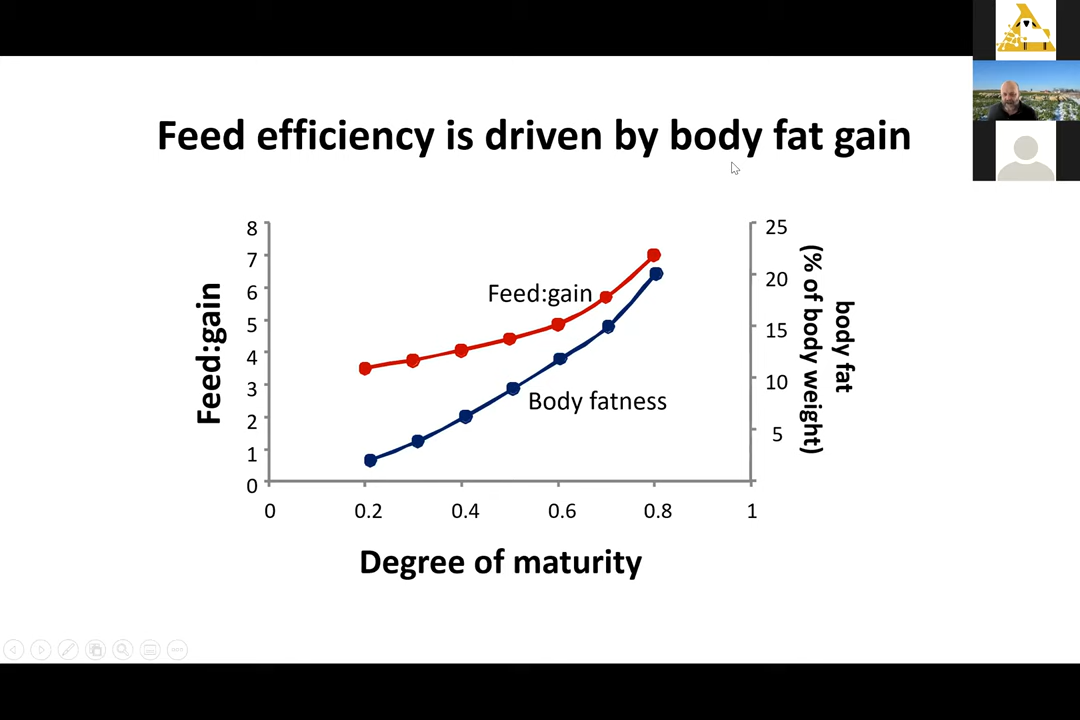 Feed efficiency is driven by body fat gain
8
7
6
5
4
3
2
1
0
Feed:gain
Feed:gain
Body fatness
25
20
15
10
5
body fat
(% of body weight)
0
0.2
0.4
0.6
0.8
1
Degree of maturity